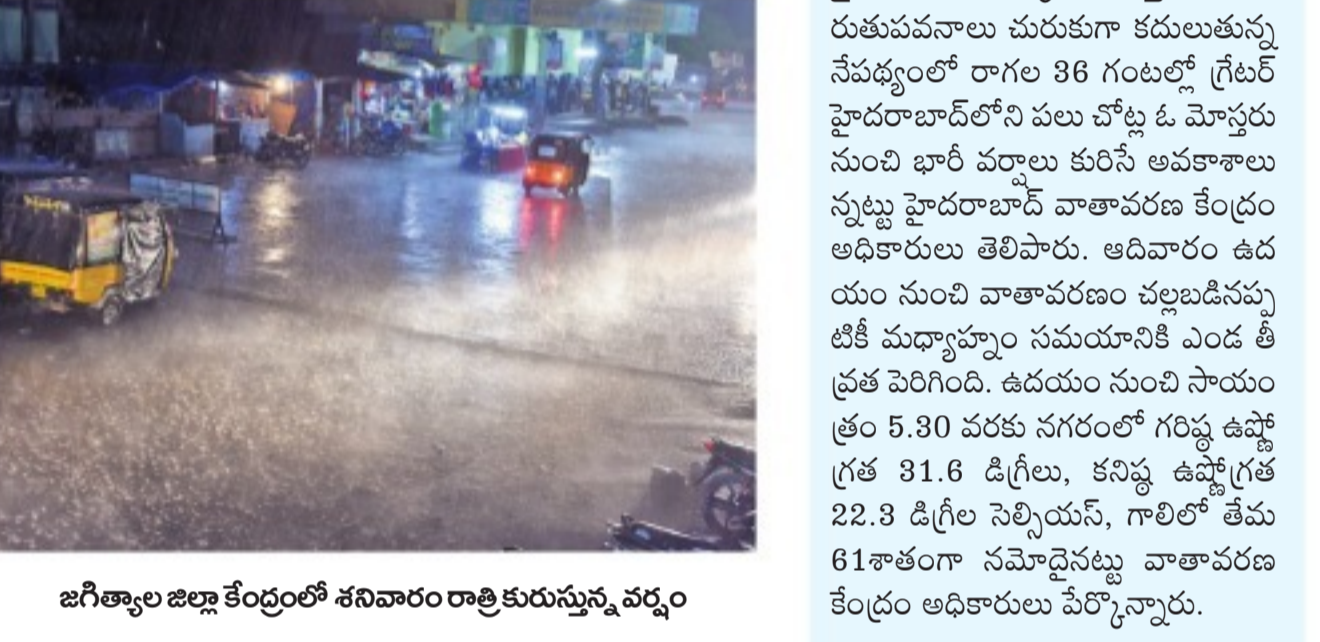 జగిత్యాల జిల్లా కేంద్రంలో శనివారం రాత్రి కురుస్తున్న వర్షం
రుతుపవనాలు చురుకుగా కదులుతున్న
నేపథ్యంలో రాగల 36 గంటల్లో గ్రేటర్
హైదరాబాద్‌లోని పలు చోట్ల ఓ మోస్తరు
నుంచి భారీ వర్షాలు కురిసే అవకాశాలు
న్నట్టు హైదరాబాద్ వాతావరణ కేంద్రం
అధికారులు తెలిపారు. ఆదివారం ఉద
యం నుంచి వాతావరణం చల్లబడినప్ప
టికీ మధ్యాహ్నం సమయానికి ఎండ తీ
వ్రత పెరిగింది. ఉదయం నుంచి సాయం
త్రం 5.30 వరకు నగరంలో గరిష్ఠ ఉష్ణో
గ్రత 31.6 డిగ్రీలు, కనిష్ఠ ఉష్ణోగ్రత
22.3 డిగ్రీల సెల్సియస్, గాలిలో తేమ
61శాతంగా నమోదైనట్టు వాతావరణ
కేంద్రం అధికారులు పేర్కొన్నారు.